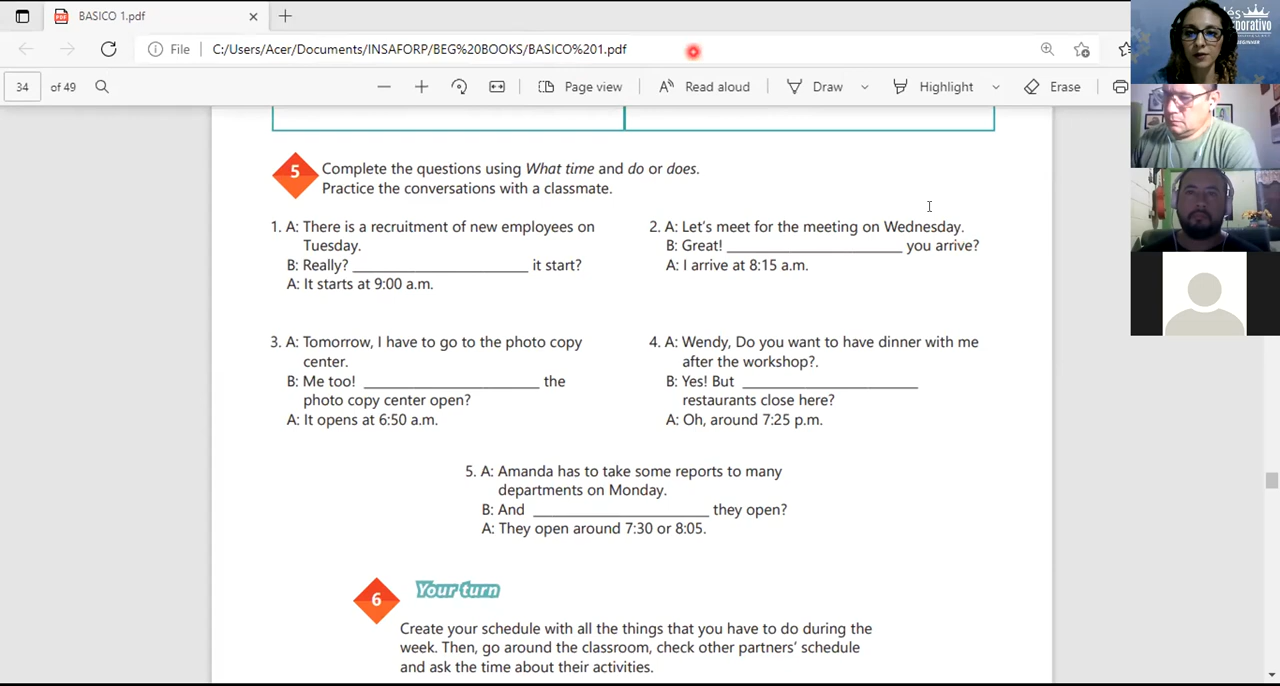 BASICO 1.pdf
File
C:/Users/Acer/Documents/INSAFORP/BEG%20BOOKS/BASICO%201.pdf
34 of 49
Page view
Read aloud
Draw
Highlight
Erase
5
Complete the questions using What time and do or does.
Practice the conversations with a classmate.
1. A: There is a recruitment of new employees on
Tuesday.
B: Really? ____________________ it start?
A: It starts at 9:00 a.m.
2. A: Let's meet for the meeting on Wednesday.
B: Great! ____________________ you arrive?
A: I arrive at 8:15 a.m.
3. A: Tomorrow, I have to go to the photo copy
center.
B: Me too! ____________________ the
photo copy center open?
A: It opens at 6:50 a.m.
4. A: Wendy, Do you want to have dinner with me
after the workshop?.
B: Yes! But ____________________
restaurants close here?
A: Oh, around 7:25 p.m.
5. A: Amanda has to take some reports to many
departments on Monday.
B: And ____________________ they open?
A: They open around 7:30 or 8:05.
6
Your turn
Create your schedule with all the things that you have to do during the
week. Then, go around the classroom, check other partners' schedule
and ask the time about their activities.